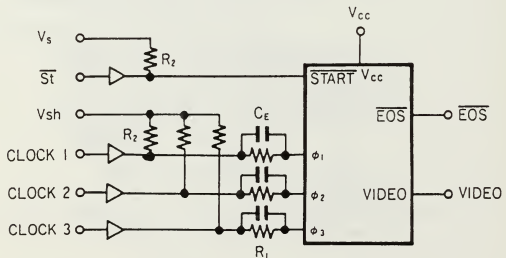 Vcc
Vs
R2
St
START Vcc
Vsh
EOS EOS
R2 CE
CLOCK 1 φ1
CLOCK 2 φ2 VIDEO VIDEO
CLOCK 3 φ3
R1